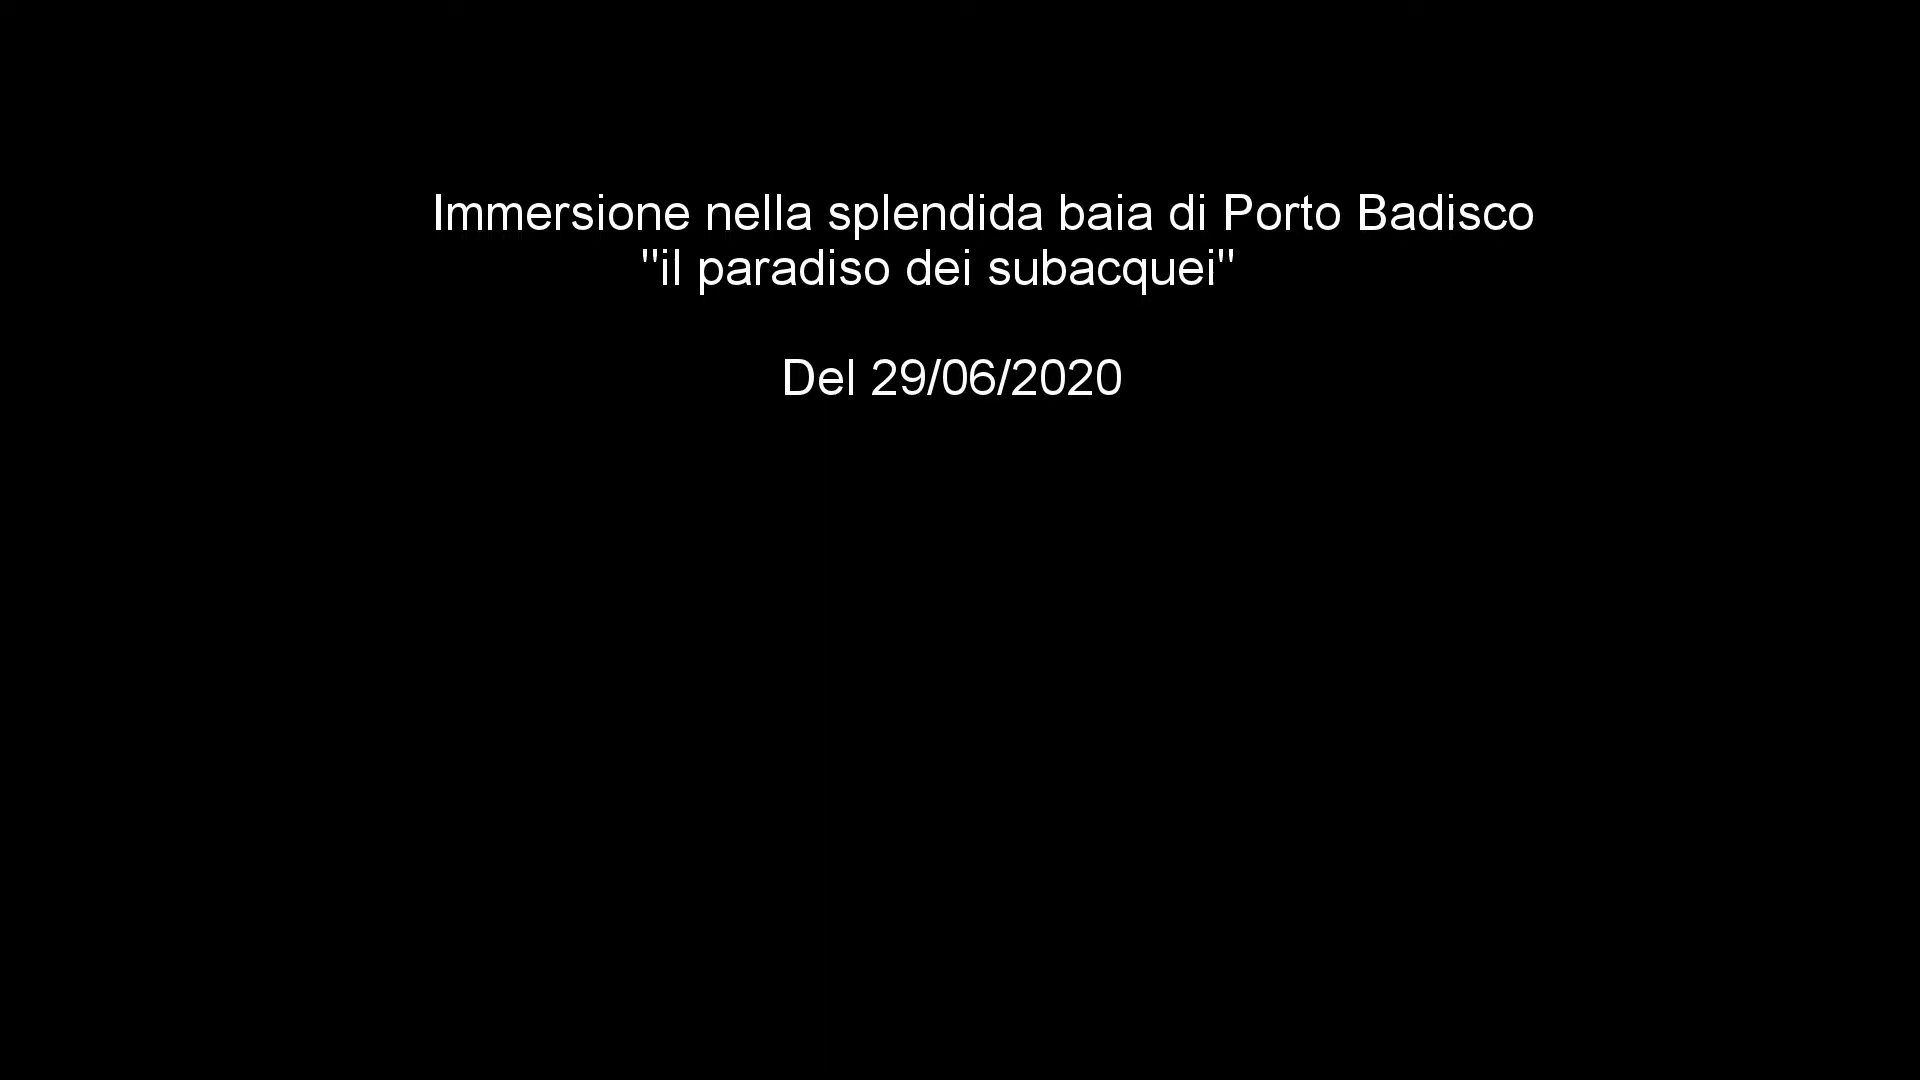 Immersione nella splendida baia di Porto Badisco
"il paradiso dei subacquei"
Del 29/06/2020